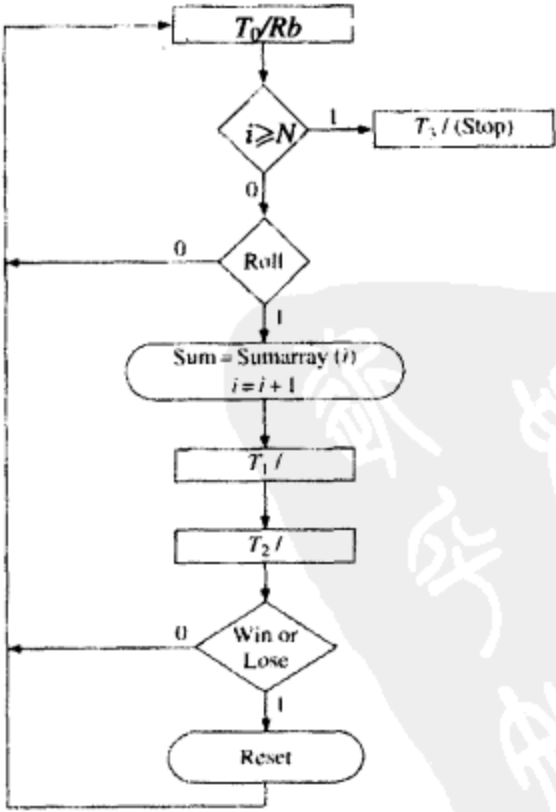 T₀/Rb
i≥N
1
T₃ / (Stop)
0
Roll
0
1
Sum = Sumarray (i)
i = i + 1
T₁ /
T₂ /
Win or
Lose
0
1
Reset